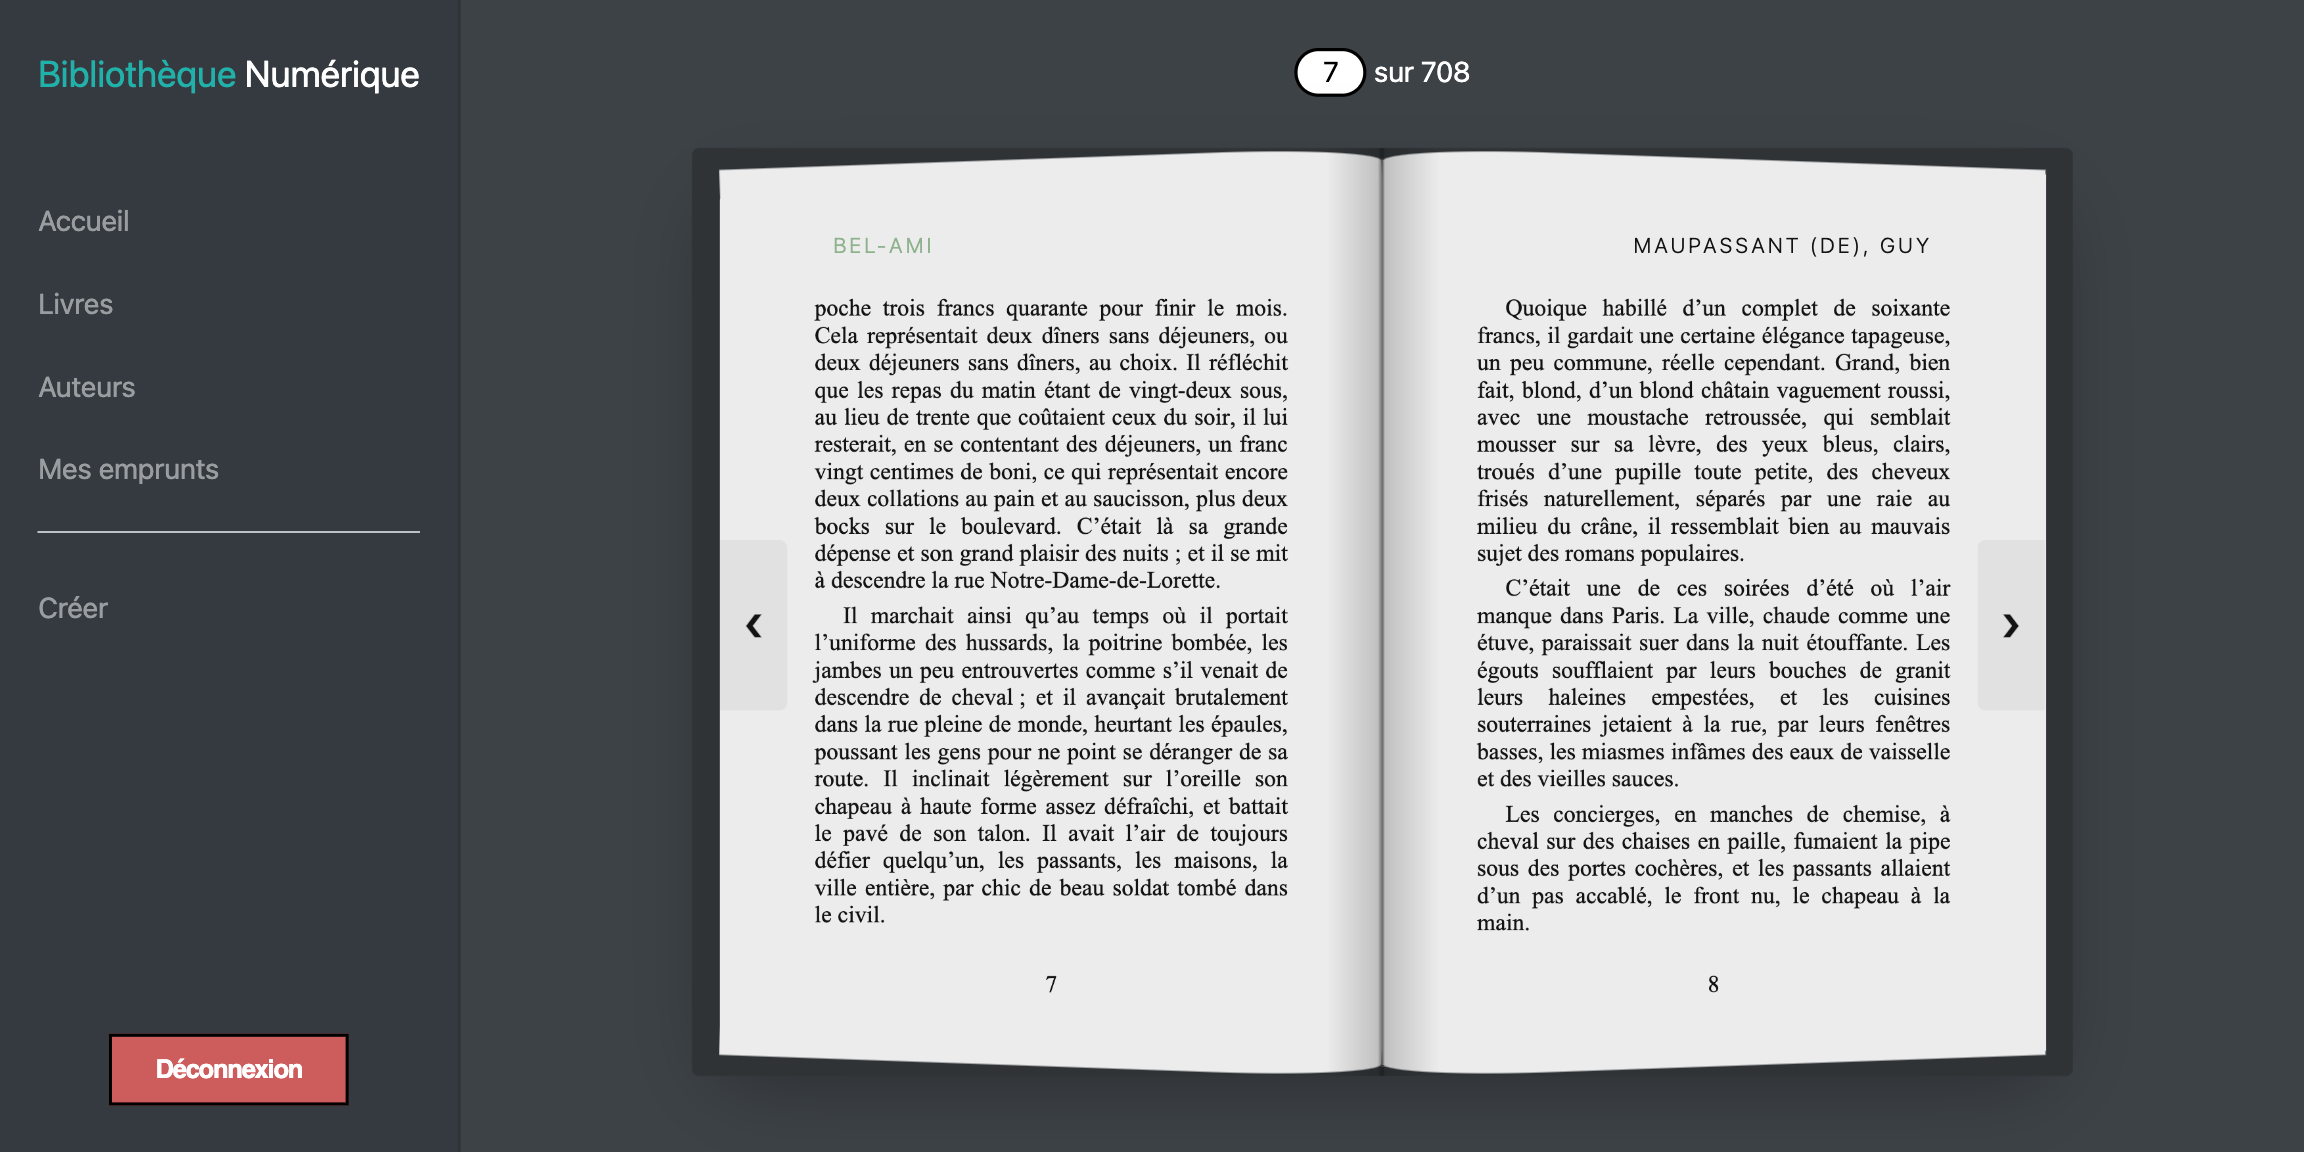 Bibliothèque Numérique
Accueil
Livres
Auteurs
Mes emprunts
Créer
Déconnexion
7 sur 708
BEL-AMI
poche trois francs quarante pour finir le mois.
Cela représentait deux dîners sans déjeuners, ou
deux déjeuners sans dîners, au choix. Il réfléchit
que les repas du matin étant de vingt-deux sous,
au lieu de trente que coûtaient ceux du soir, il lui
resterait, en se contentant des déjeuners, un franc
vingt centimes de boni, ce qui représentait encore
deux collations au pain et au saucisson, plus deux
bocks sur le boulevard. C’était là sa grande
dépense et son grand plaisir des nuits ; et il se mit
à descendre la rue Notre-Dame-de-Lorette.
Il marchait ainsi qu’au temps où il portait
l’uniforme des hussards, la poitrine bombée, les
jambes un peu entrouvertes comme s’il venait de
descendre de cheval ; et il avançait brutalement
dans la rue pleine de monde, heurtant les épaules,
poussant les gens pour ne point se déranger de sa
route. Il inclinait légèrement sur l’oreille son
chapeau à haute forme assez défraîchi, et battait
le pavé de son talon. Il avait l’air de toujours
défier quelqu’un, les passants, les maisons, la
ville entière, par chic de beau soldat tombé dans
le civil.
7
MAUPASSANT (DE), GUY
Quoique habillé d’un complet de soixante
francs, il gardait une certaine élégance tapageuse,
un peu commune, réelle cependant. Grand, bien
fait, blond, d’un blond châtain vaguement roussi,
avec une moustache retroussée, qui semblait
mousser sur sa lèvre, des yeux bleus, clairs,
troués d’une pupille toute petite, des cheveux
frisés naturellement, séparés par une raie au
milieu du crâne, il ressemblait bien au mauvais
sujet des romans populaires.
C’était une de ces soirées d’été où l’air
manque dans Paris. La ville, chaude comme une
étuve, paraissait suer dans la nuit étouffante. Les
égouts soufflaient par leurs bouches de granit
leurs haleines empestées, et les cuisines
souterraines jetaient à la rue, par leurs fenêtres
basses, les miasmes infâmes des eaux de vaisselle
et des vieilles sauces.
Les concierges, en manches de chemise, à
cheval sur des chaises en paille, fumaient la pipe
sous des portes cochères, et les passants allaient
d’un pas accablé, le front nu, le chapeau à la
main.
8